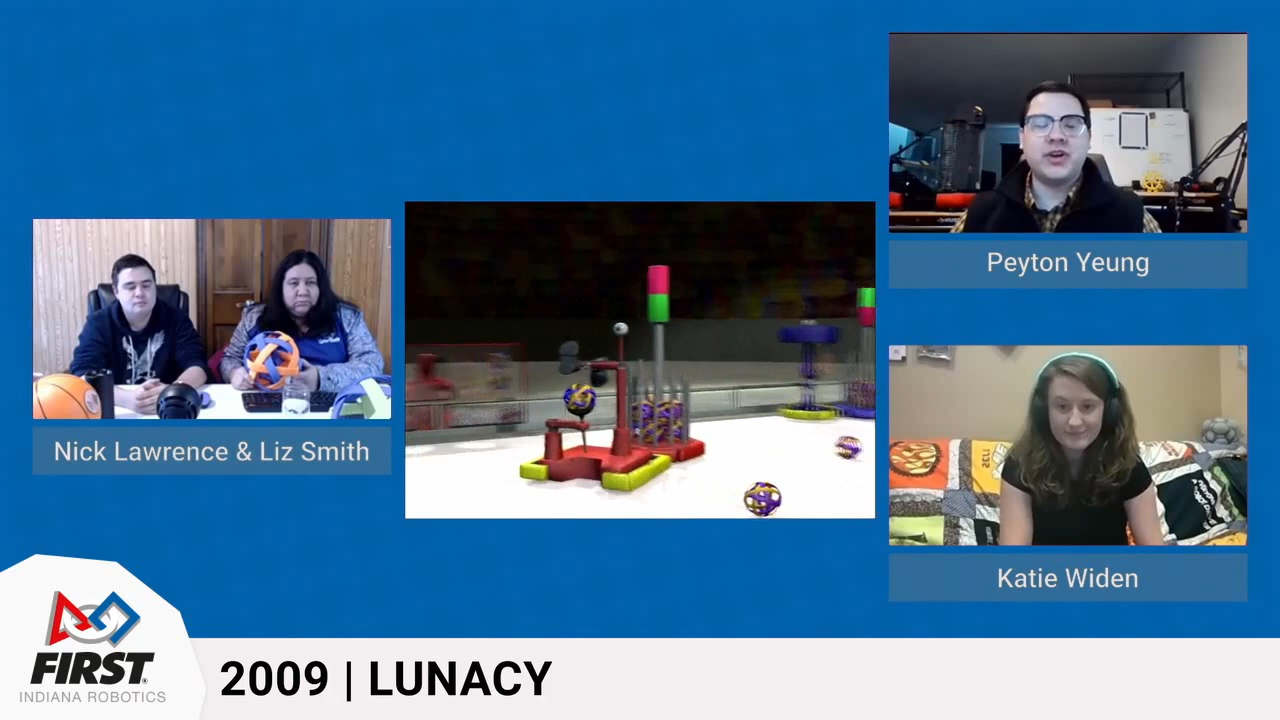 Peyton Yeung
Nick Lawrence & Liz Smith
Katie Widen
FIRST
INDIANA ROBOTICS
2009 | LUNACY